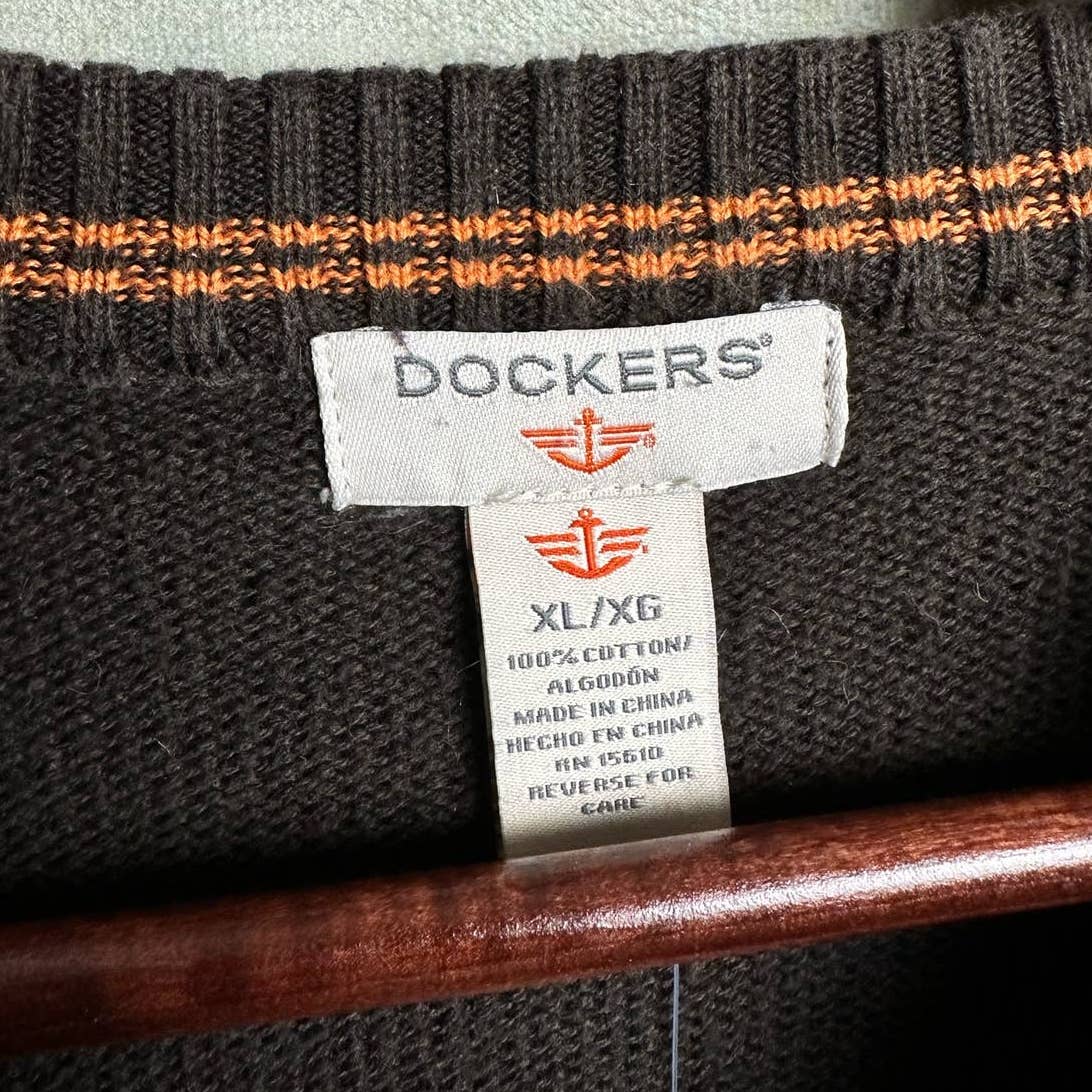 DOCKERS®
XL/XG
100% COTTON/
ALGODÓN
MADE IN CHINA
HECHO EN CHINA
RN 15610
REVERSE FOR
CARE